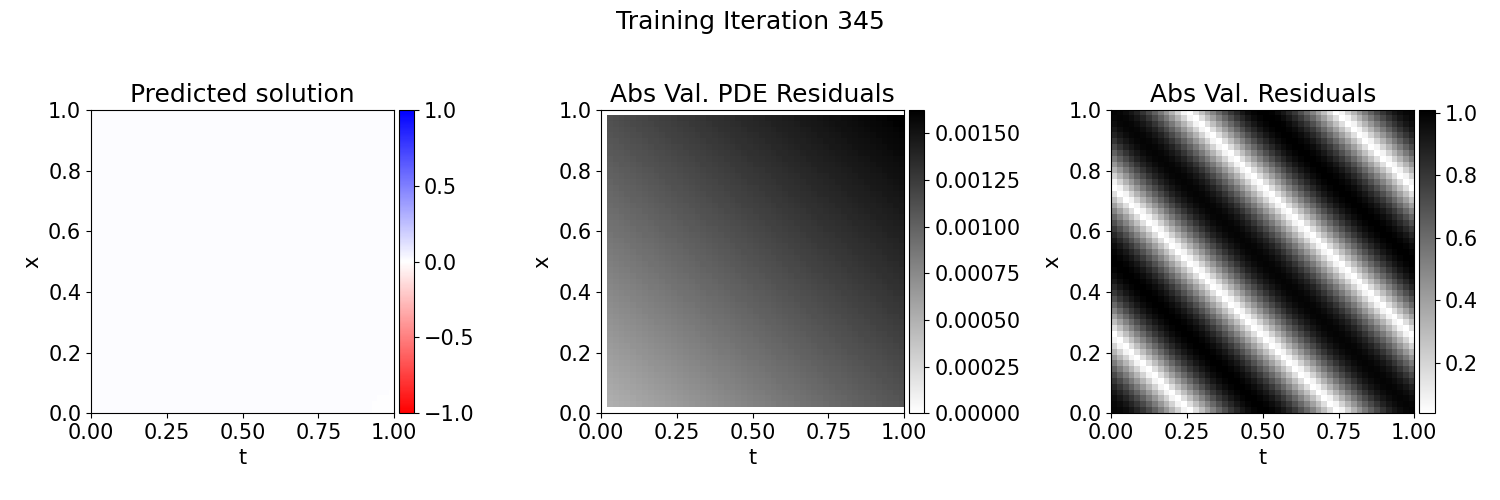 Training Iteration 345
Predicted solution
1.0
0.8
0.6
0.4
0.2
0.0
x
0.00 0.25 0.50 0.75 1.00
t
1.0
0.5
0.0
−0.5
−1.0
Abs Val. PDE Residuals
1.0
0.8
0.6
0.4
0.2
0.0
x
0.00 0.25 0.50 0.75 1.00
t
0.00150
0.00125
0.00100
0.00075
0.00050
0.00025
0.00000
Abs Val. Residuals
1.0
0.8
0.6
0.4
0.2
0.0
x
0.00 0.25 0.50 0.75 1.00
t
1.0
0.8
0.6
0.4
0.2